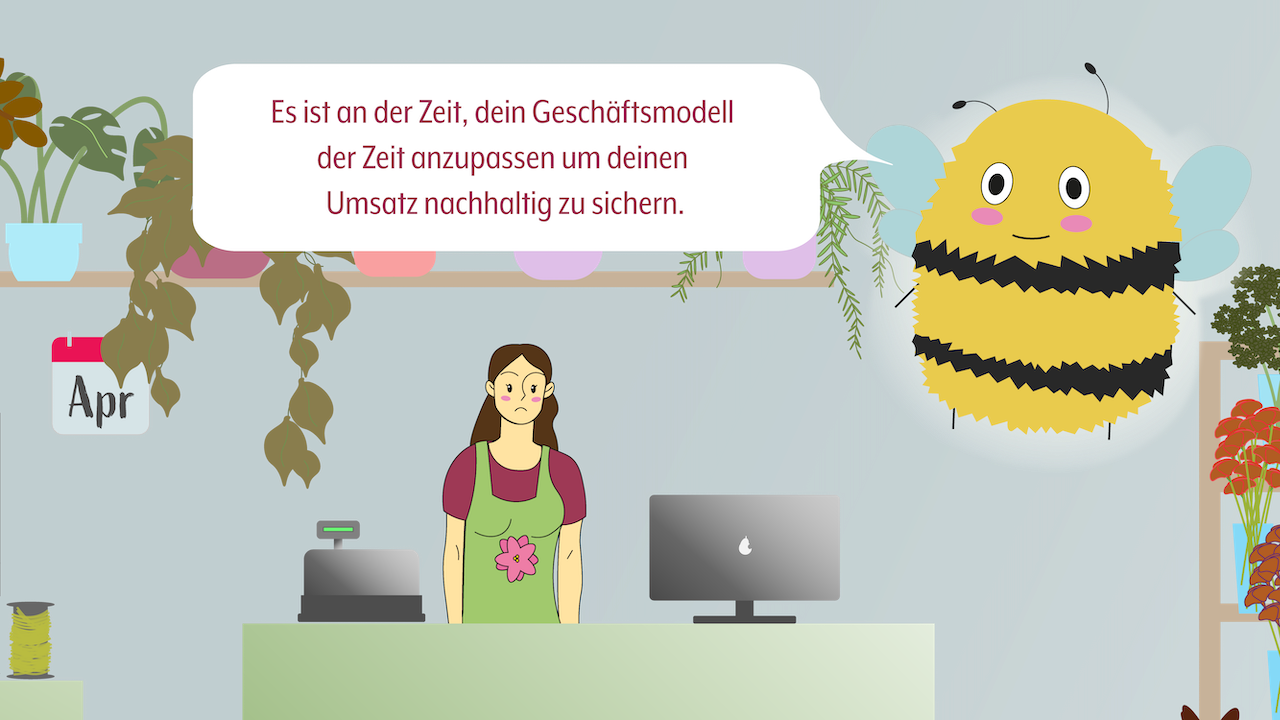 Es ist an der Zeit, dein Geschäftsmodell
der Zeit anzupassen um deinen
Umsatz nachhaltig zu sichern.
Apr